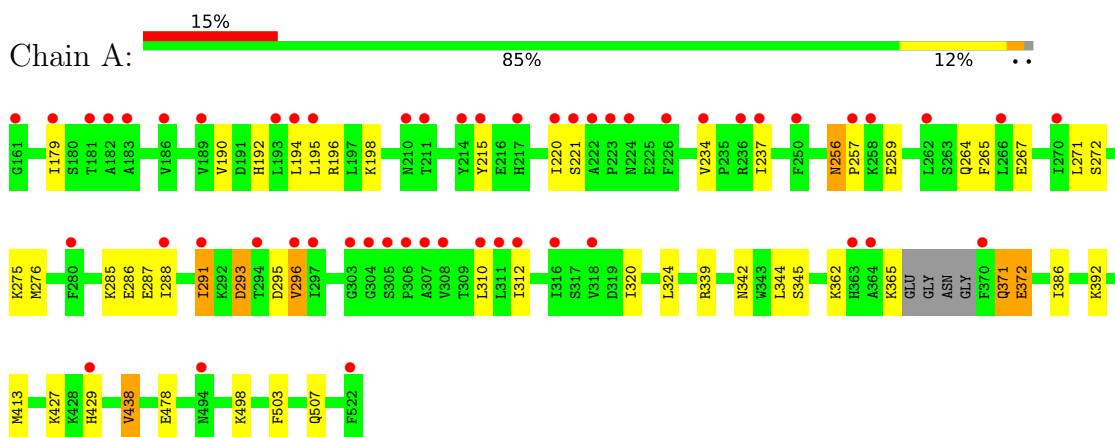 15%
Chain A:
85% 12% • •
G161 I179 S180 T181 A182 A183 V186 V189 V190 D191 H192 L193 L194 L195 R196 L197 K198 N210 T211 Y214 Y215 E216 H217 I220 S221 A222 P223 N224 E225 F226 V234 P235 R236 I237 F250 N256 P257 K258 E259 L262 S263 Q264 F265 L266 E267 I270 L271 S272
K275 M276 F280 K285 E286 E287 I288 I291 K292 D293 T294 D295 V296 I297 G303 G304 S305 P306 A307 V308 T309 L310 L311 I312 I316 S317 V318 D319 I320 L324 R339 N342 W343 L344 S345 K362 H363 A364 K365 GLU GLY ASN GLY F370 Q371 E372 I386 K392
M413 K427 K428 H429 V438 E478 N494 K498 F503 Q507 F522